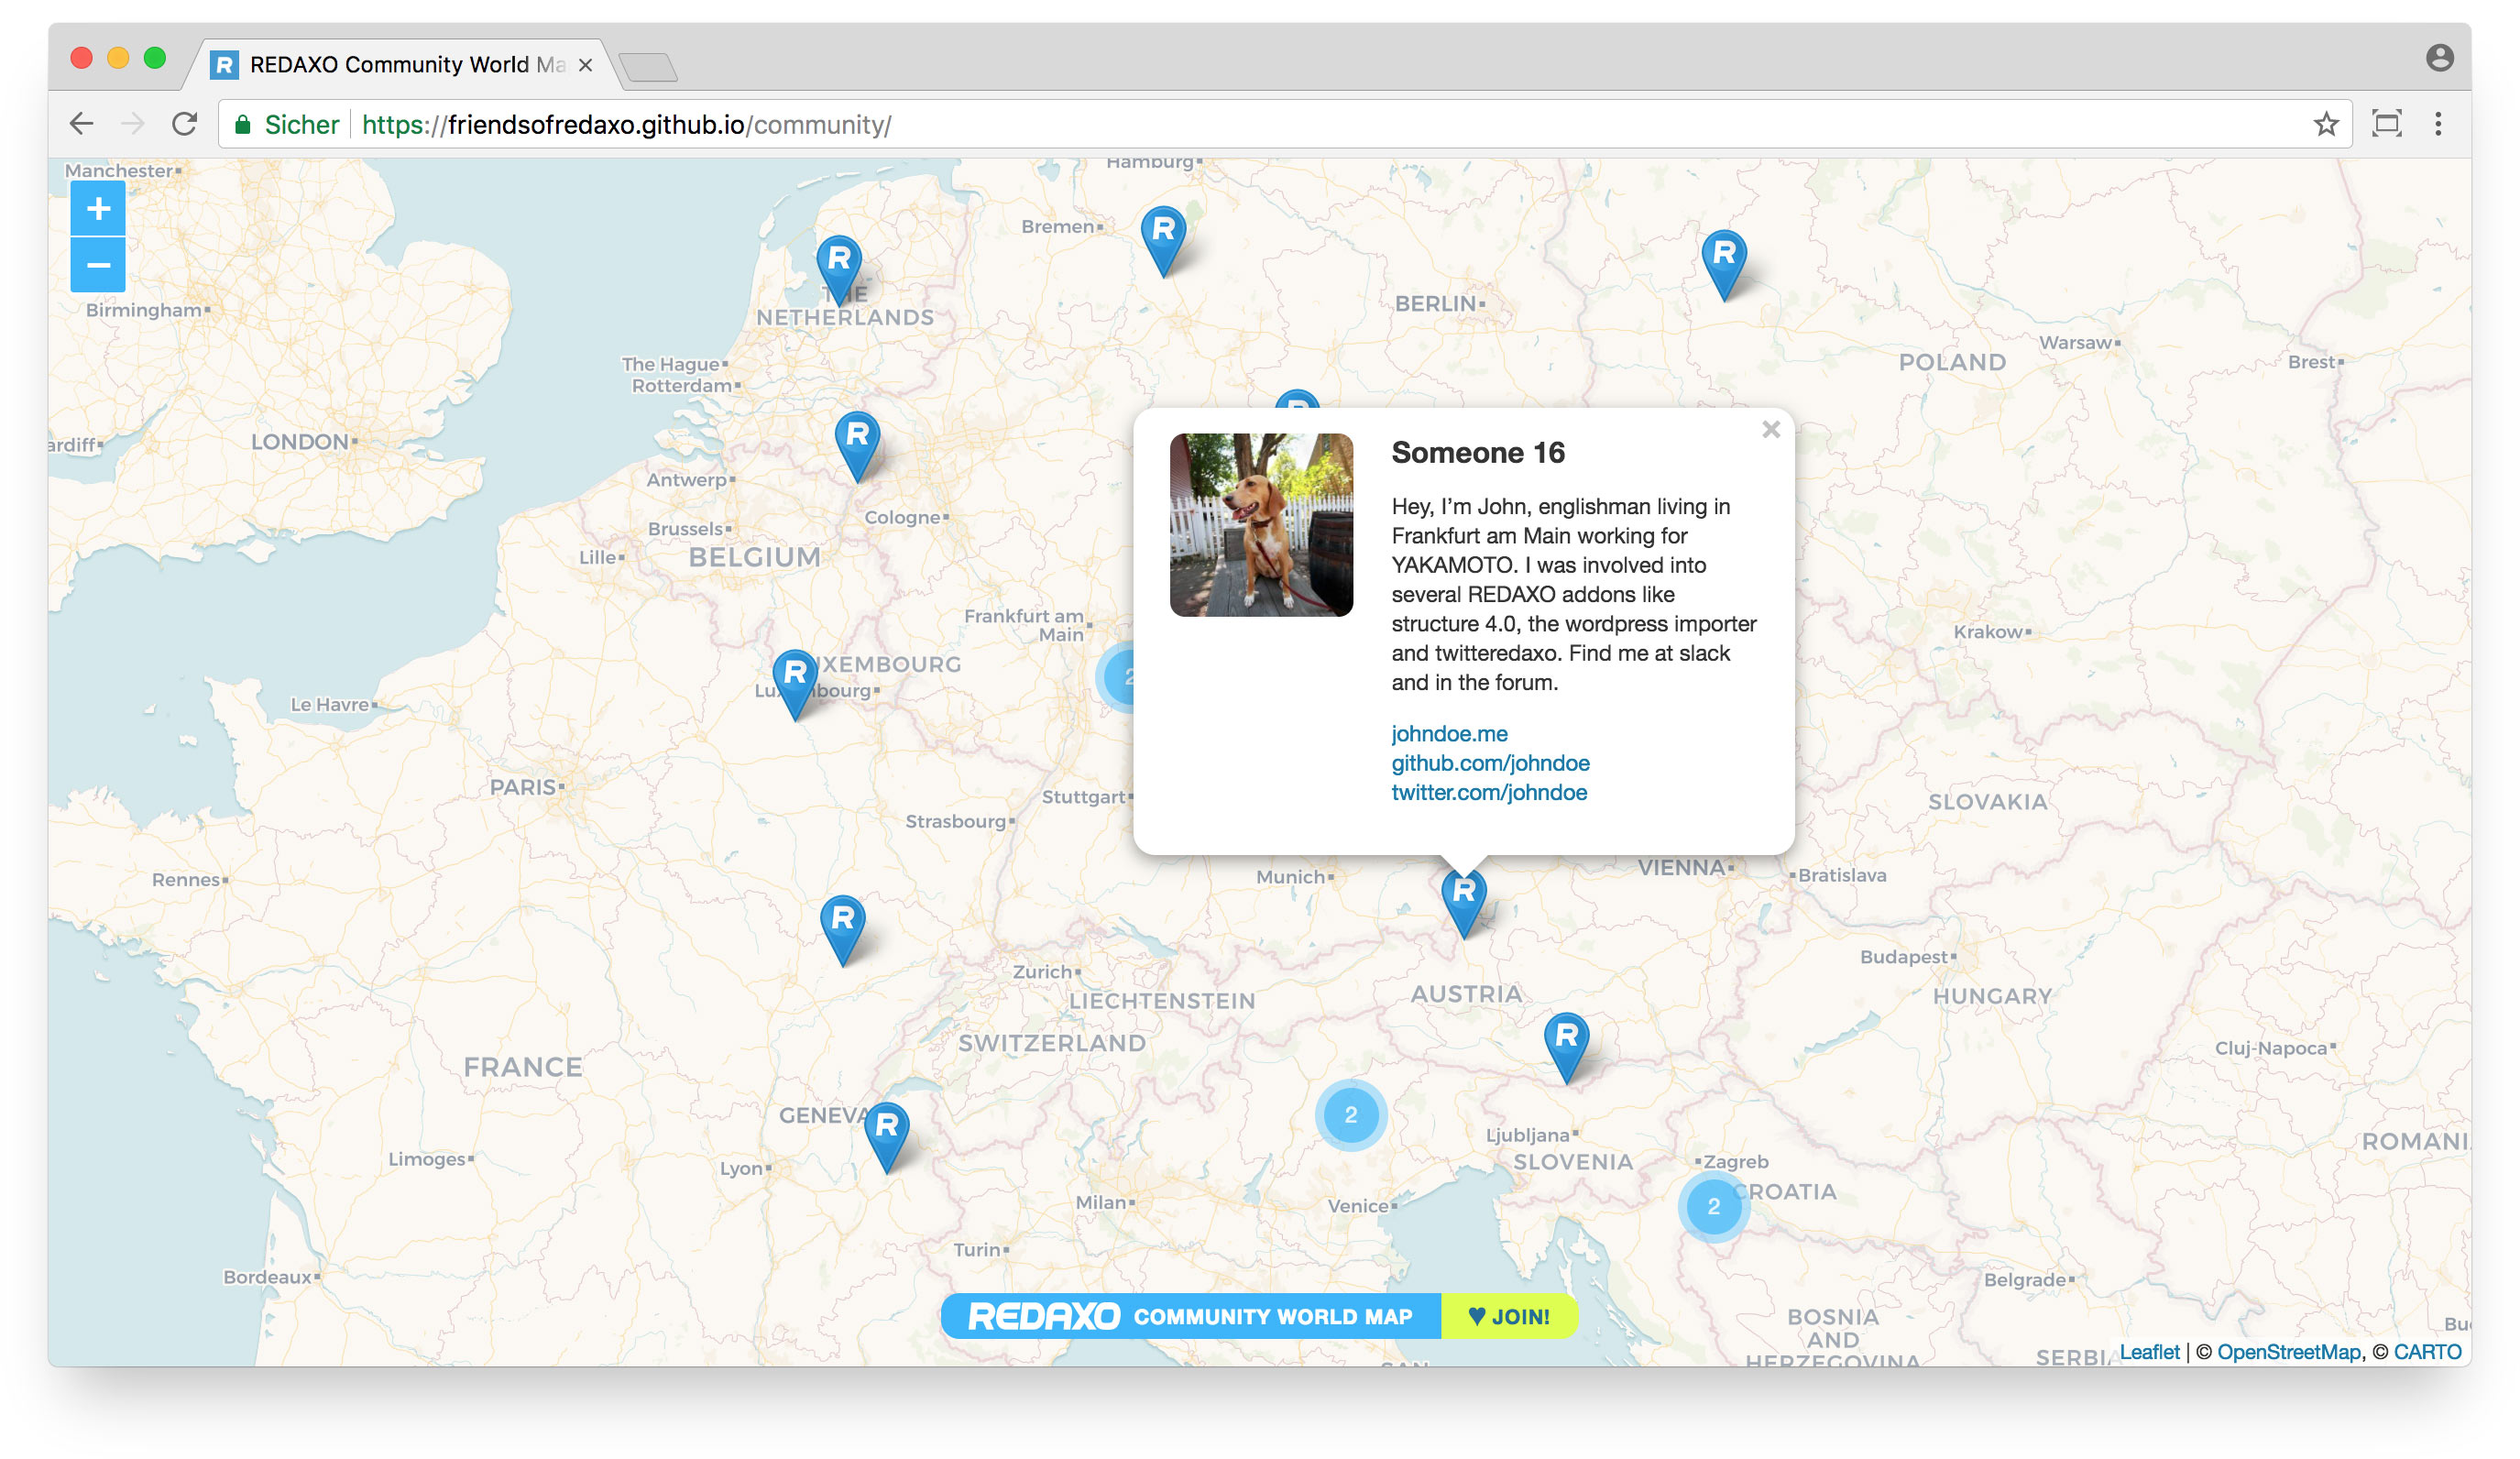 REDAXO Community World Ma
Sicher https://friendsofredaxo.github.io/community/
Manchester
Hamburg
+
−
Bremen
R
R
R
Birmingham
NETHERLANDS
BERLIN
Warsaw
POLAND
Brest
The Hague
Rotterdam
ardiff
LONDON
R
Antwerp
Cologne
Brussels
Lille
BELGIUM
Someone 16
Hey, I’m John, englishman living in
Frankfurt am Main working for
YAKAMOTO. I was involved into
several REDAXO addons like
structure 4.0, the wordpress importer
and twitteredaxo. Find me at slack
and in the forum.
johndoe.me
github.com/johndoe
twitter.com/johndoe
Frankfurt am
Main
Krakow
R
XEMBOURG
2
Le Havre
PARIS
Stuttgart
Strasbourg
SLOVAKIA
Rennes
Munich
VIENNA
Bratislava
R
R
Zurich
Budapest
LIECHTENSTEIN
AUSTRIA
HUNGARY
SWITZERLAND
R
Cluj-Napoca
FRANCE
GENEVA
R
2
Ljubljana
ROMANI
Limoges
Lyon
SLOVENIA
Zagreb
Milan
Venice
2
CROATIA
Turin
Bordeaux
Belgrade
REDAXO COMMUNITY WORLD MAP
♥ JOIN!
BOSNIA
AND
HERZEGOVINA
SERBIA
Bu
Leaflet | © OpenStreetMap, © CARTO